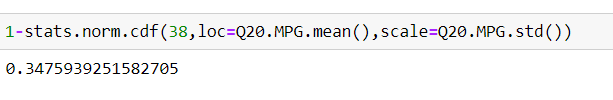 1-stats.norm.cdf(38,loc=Q20.MPG.mean(),scale=Q20.MPG.std())
0.3475939251582705